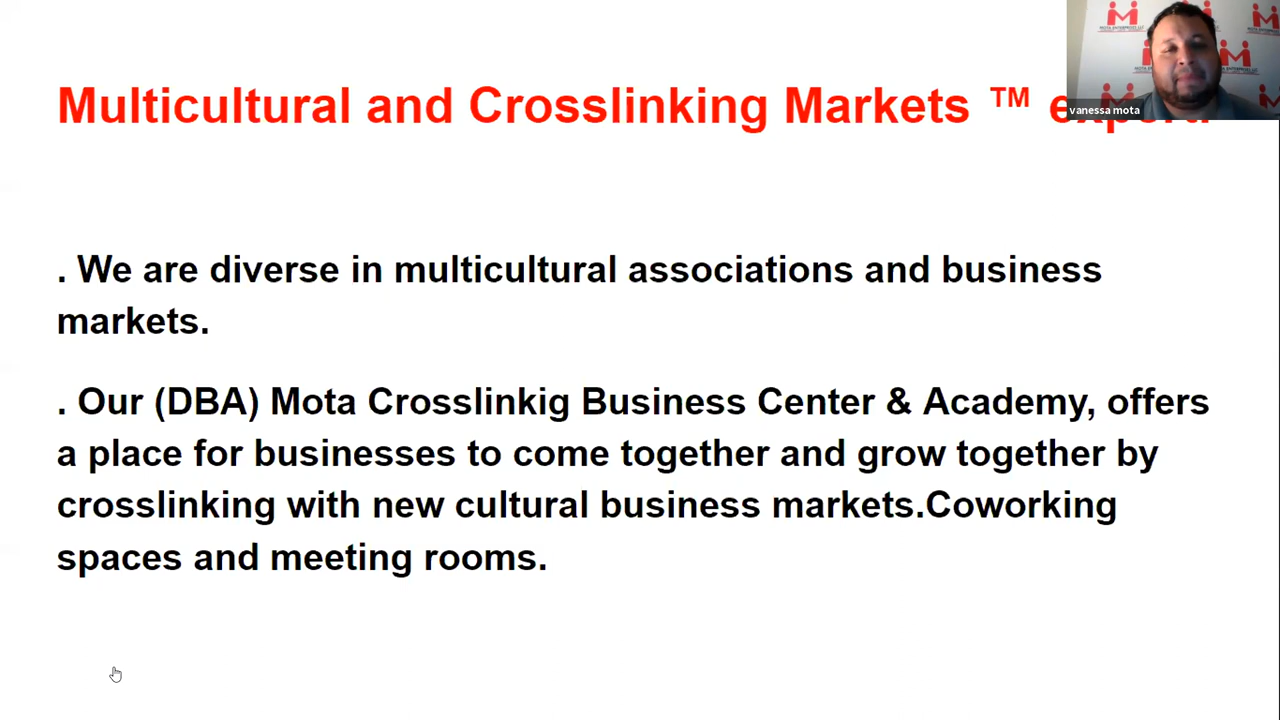 Multicultural and Crosslinking Markets ™
vanessa mota
. We are diverse in multicultural associations and business
markets.
. Our (DBA) Mota Crosslinkig Business Center & Academy, offers
a place for businesses to come together and grow together by
crosslinking with new cultural business markets.Coworking
spaces and meeting rooms.